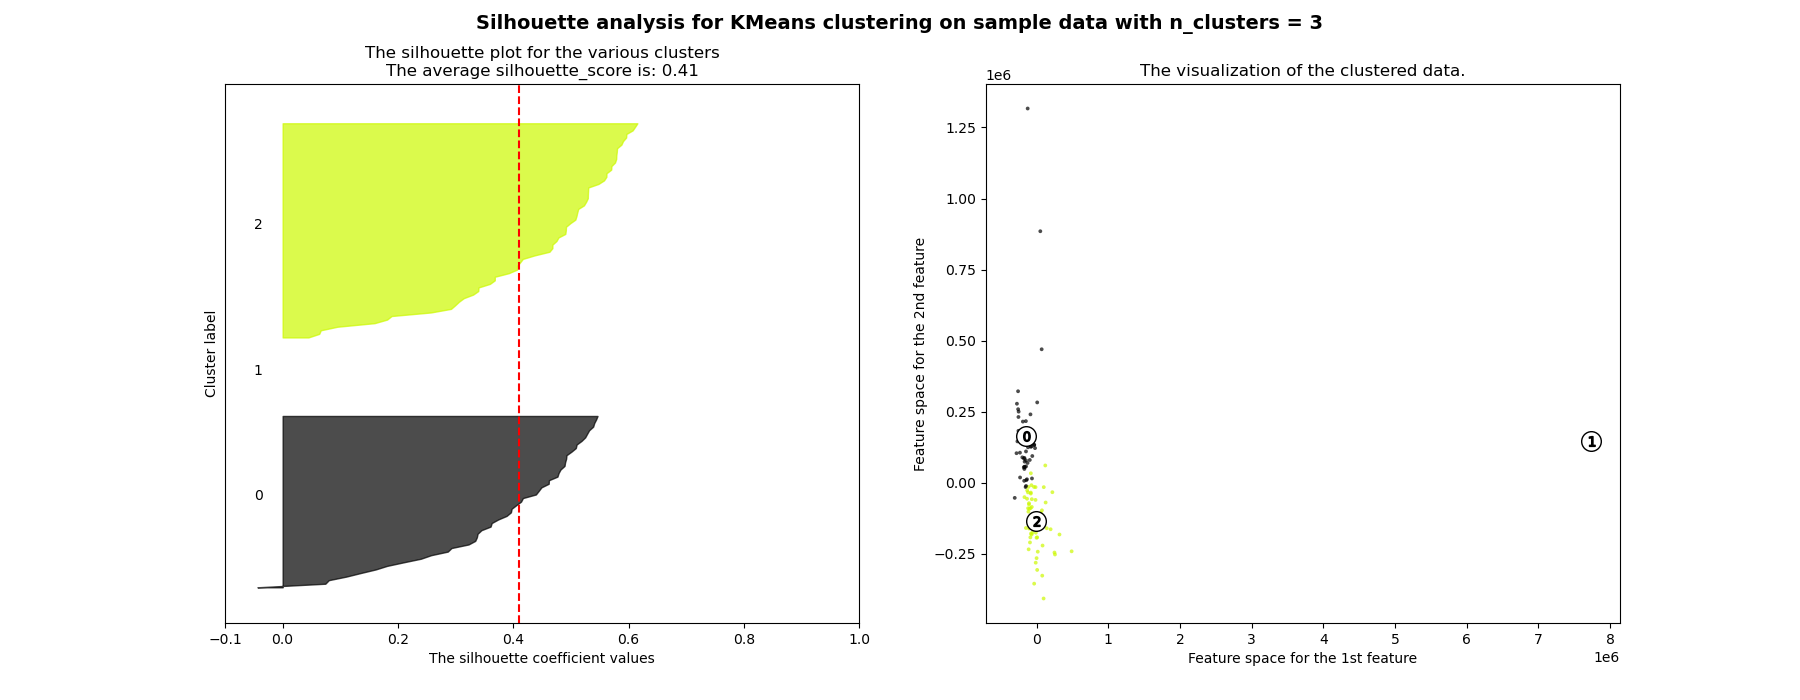 Silhouette analysis for KMeans clustering on sample data with n_clusters = 3
The silhouette plot for the various clusters
The average silhouette_score is: 0.41
Cluster label
2
1
0
−0.1 0.0 0.2 0.4 0.6 0.8 1.0
The silhouette coefficient values
The visualization of the clustered data.
1e6
Feature space for the 2nd feature
1.25
1.00
0.75
0.50
0.25
0.00
−0.25
0
1
2
0 1 2 3 4 5 6 7 8
1e6
Feature space for the 1st feature